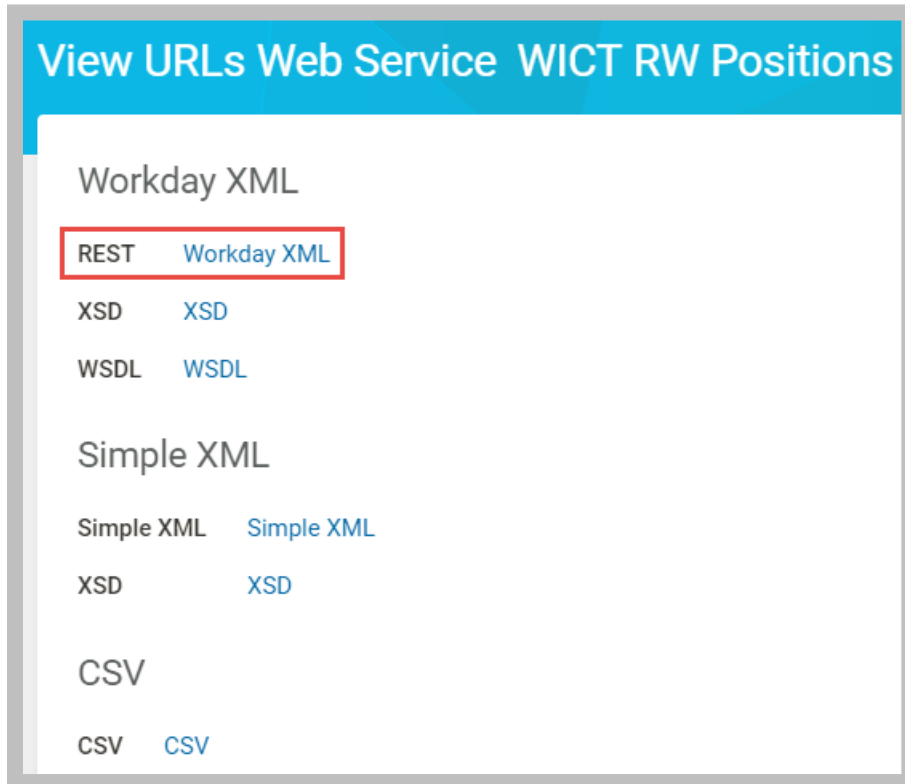 View URLs Web Service  WICT RW Positions
Workday XML
REST Workday XML
XSD XSD
WSDL WSDL
Simple XML
Simple XML Simple XML
XSD XSD
CSV
CSV CSV